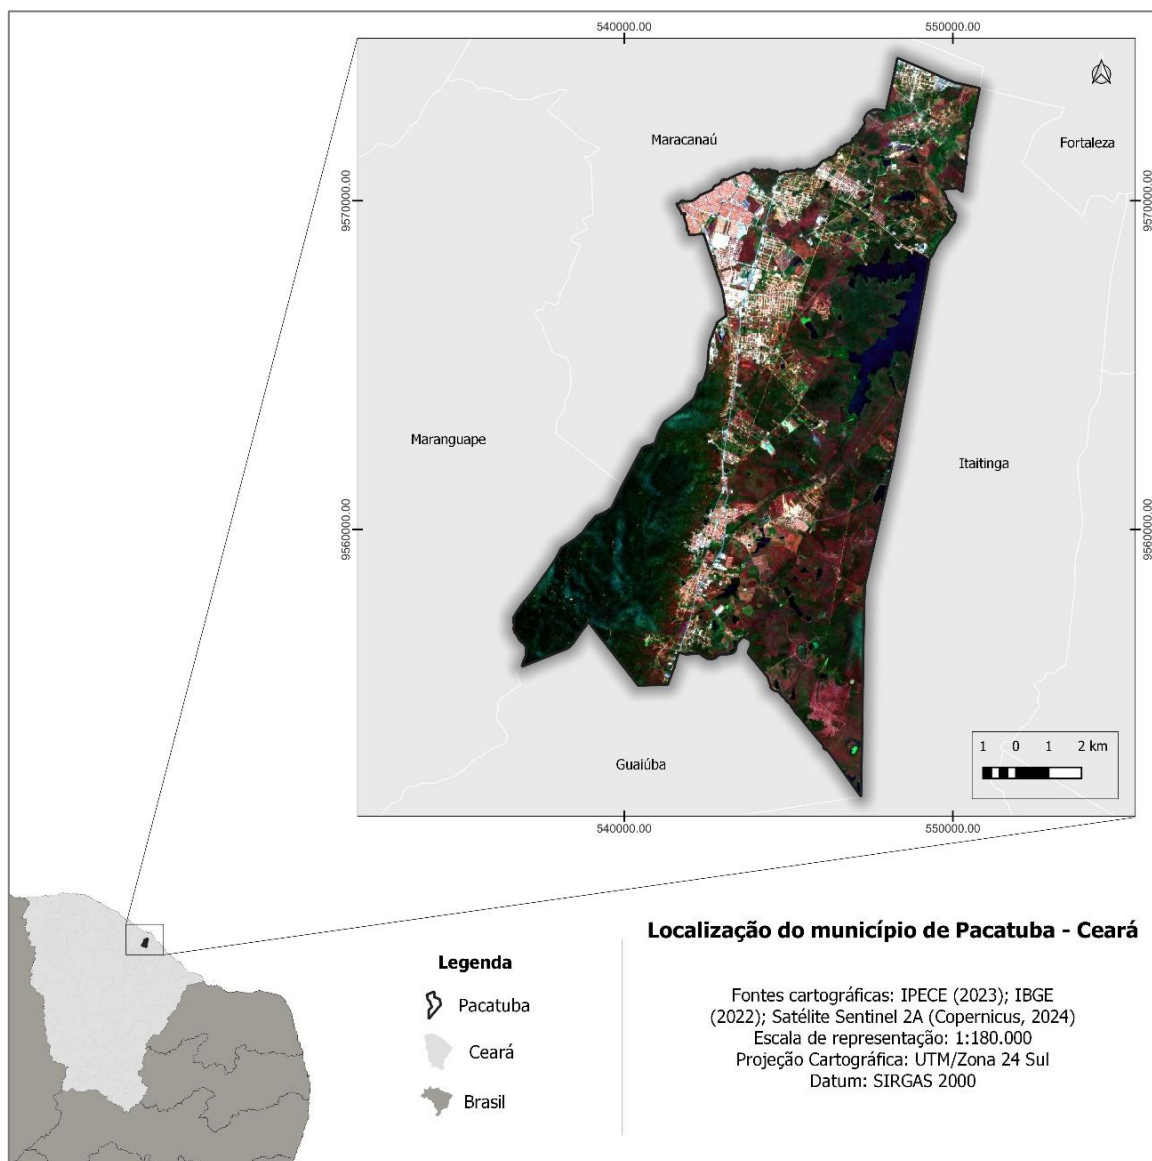 540000.00
550000.00
Maracanaú
Fortaleza
9570000.00
9570000.00
Maranguape
Itaitinga
9560000.00
9560000.00
Guaiúba
1 0 1 2 km
540000.00
550000.00
Localização do município de Pacatuba - Ceará
Legenda
Pacatuba
Ceará
Brasil
Fontes cartográficas: IPECE (2023); IBGE
(2022); Satélite Sentinel 2A (Copernicus, 2024)
Escala de representação: 1:180.000
Projeção Cartográfica: UTM/Zona 24 Sul
Datum: SIRGAS 2000